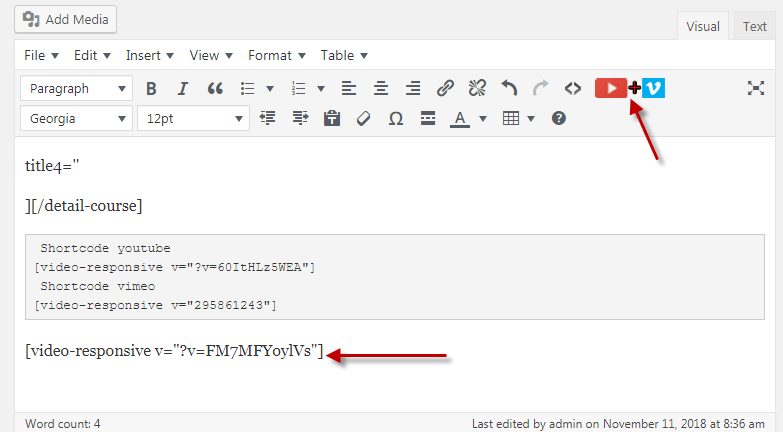 Add Media
Visual Text
File Edit Insert View Format Table
Paragraph B I
Georgia 12pt A
title4=''
][/detail-course]
Shortcode youtube
[video-responsive v="?v=60ItHLz5WEA"]
Shortcode vimeo
[video-responsive v="295861243"]
[video-responsive v="?v=FM7MFYoylVs"]
Word count: 4 Last edited by admin on November 11, 2018 at 8:36 am